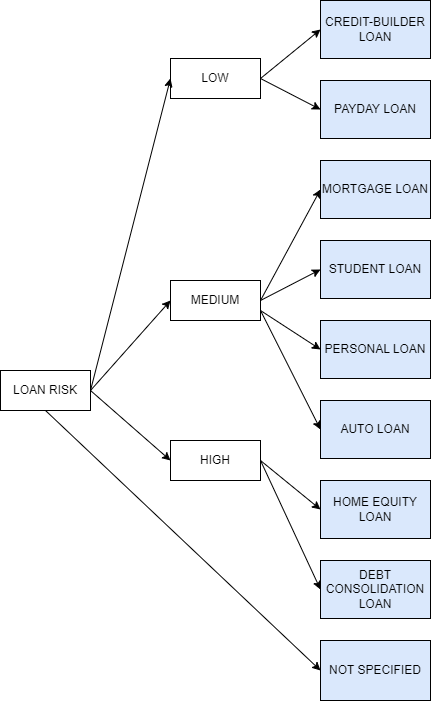 CREDIT-BUILDER
LOAN
LOW
PAYDAY LOAN
MORTGAGE LOAN
STUDENT LOAN
MEDIUM
PERSONAL LOAN
LOAN RISK
AUTO LOAN
HIGH
HOME EQUITY
LOAN
DEBT
CONSOLIDATION
LOAN
NOT SPECIFIED